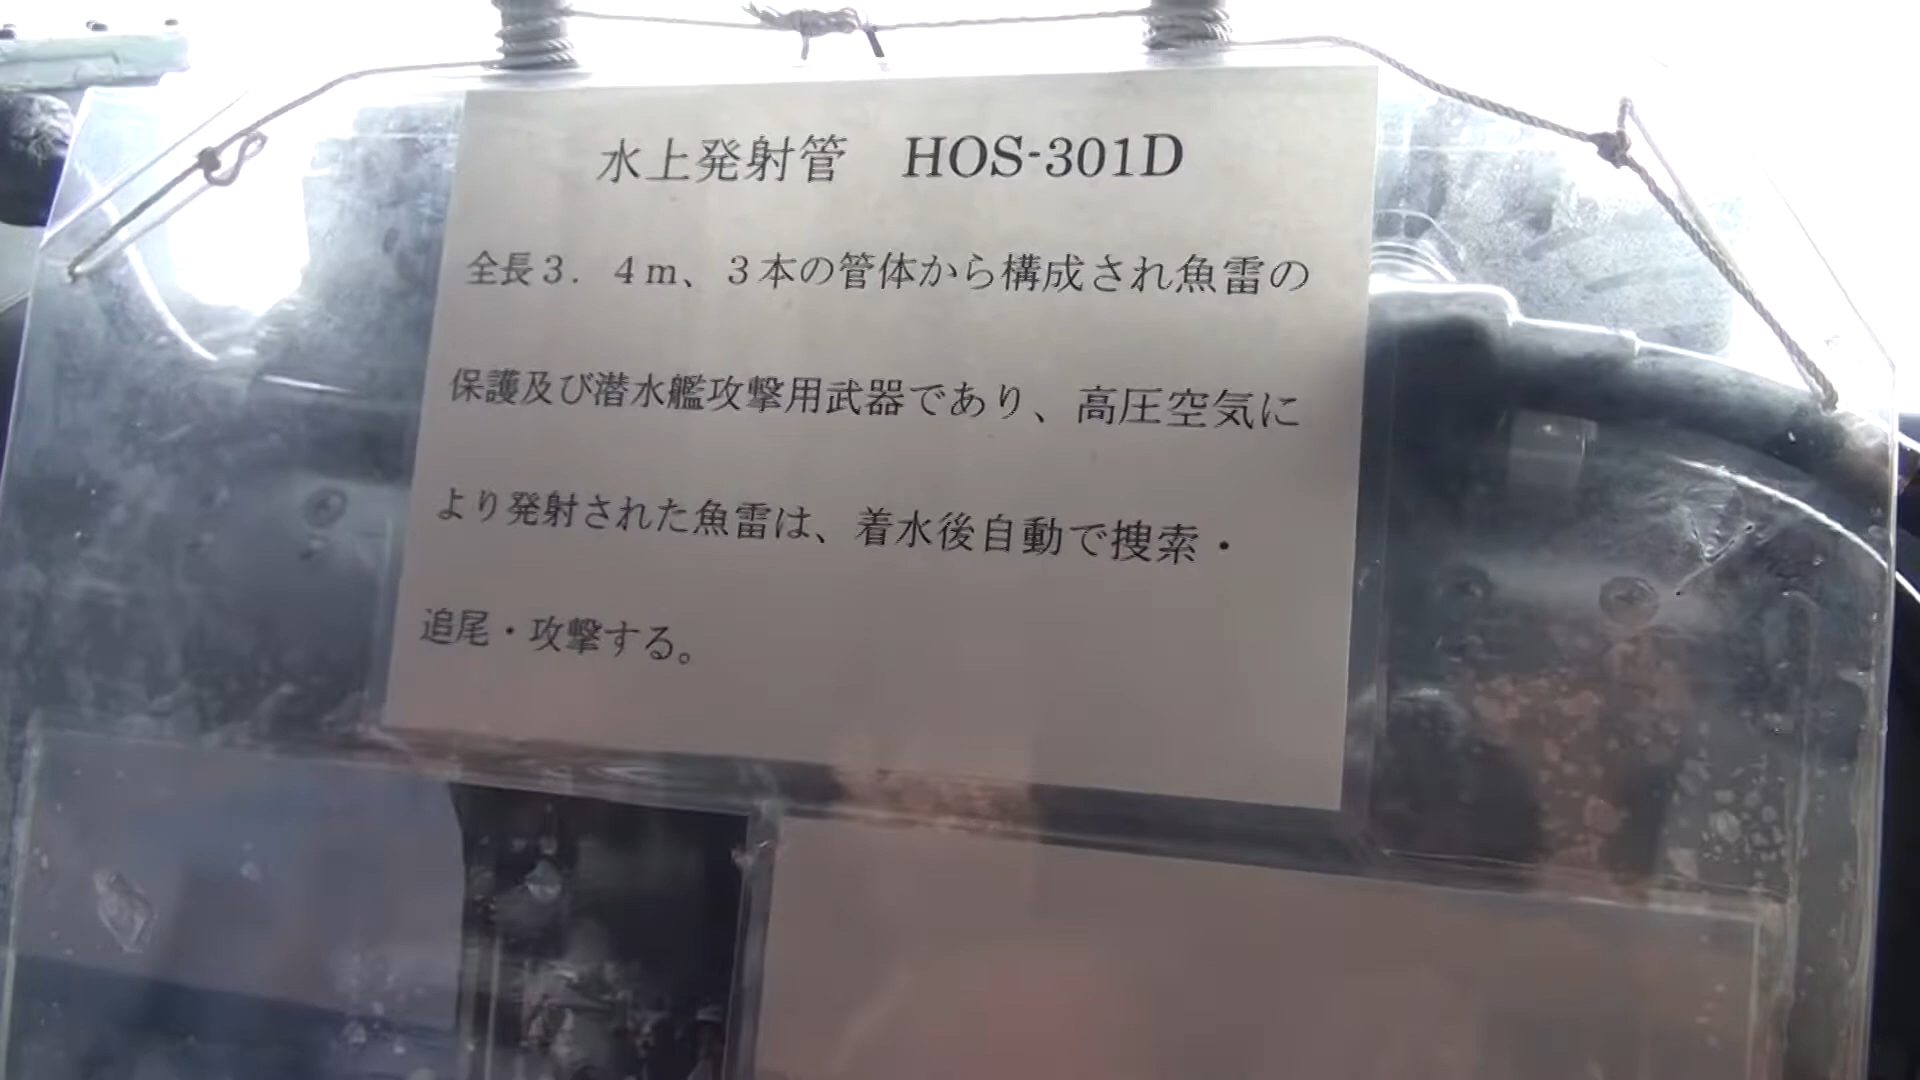 水上発射管　HOS-301D
全長３．４ｍ、３本の管体から構成され魚雷の
保護及び潜水艦攻撃用武器であり、高圧空気に
より発射された魚雷は、着水後自動で捜索・
追尾・攻撃する。